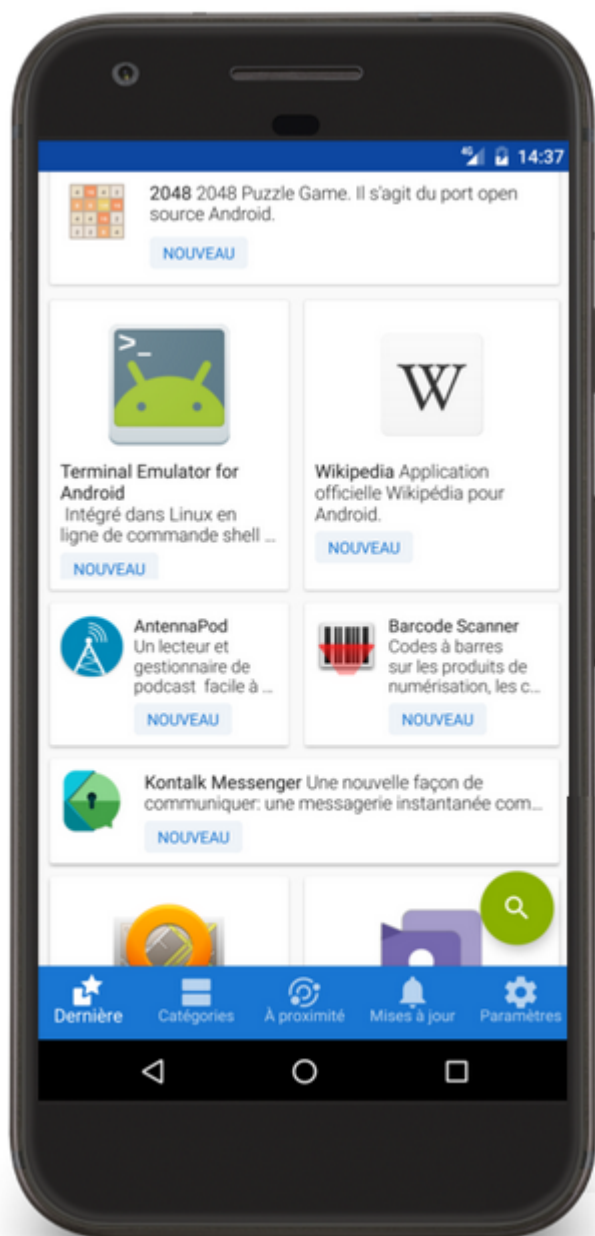 4G 14:37
2048 2048 Puzzle Game. Il s'agit du port open
source Android.
NOUVEAU
>_
Terminal Emulator for
Android
Intégré dans Linux en
ligne de commande shell ...
NOUVEAU
W
Wikipedia Application
officielle Wikipédia pour
Android.
NOUVEAU
AntennaPod
Un lecteur et
gestionnaire de
podcast facile à ...
NOUVEAU
Barcode Scanner
Codes à barres
sur les produits de
numérisation, les c...
NOUVEAU
Kontalk Messenger Une nouvelle façon de
communiquer: une messagerie instantanée com...
NOUVEAU
Dernière Catégories À proximité Mises à jour Paramètres